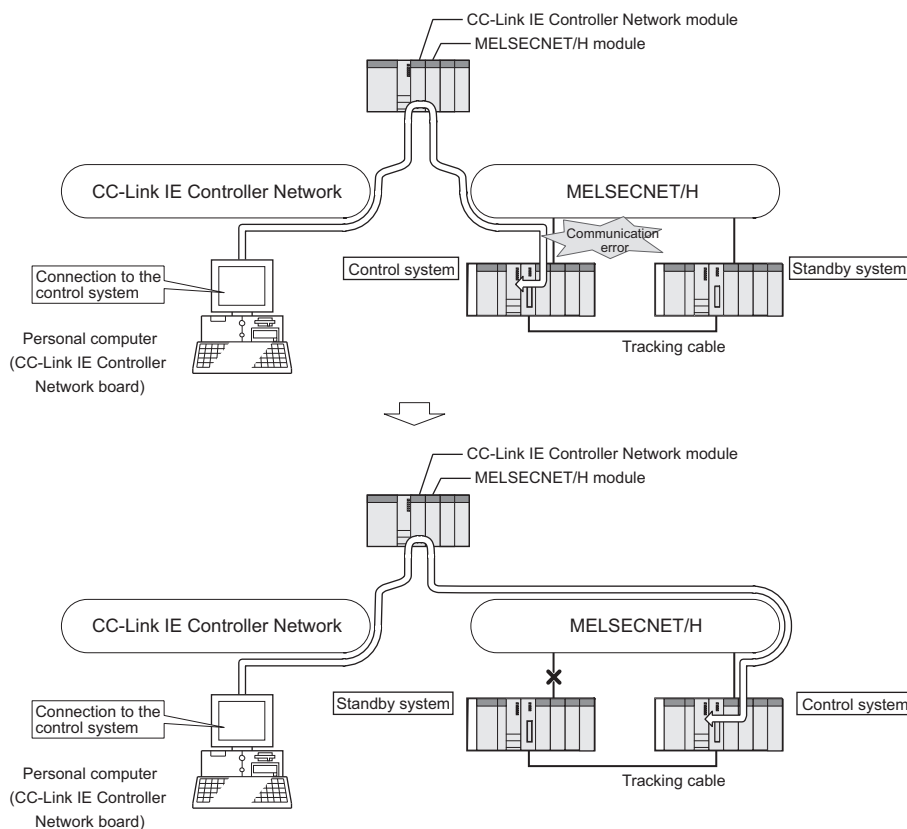 CC-Link IE Controller Network module
MELSECNET/H module
CC-Link IE Controller Network
MELSECNET/H
Communication
error
Connection to the
control system
Control system
Standby system
Personal computer
(CC-Link IE Controller
Network board)
Tracking cable
CC-Link IE Controller Network module
MELSECNET/H module
CC-Link IE Controller Network
MELSECNET/H
Connection to the
control system
Standby system
Control system
Personal computer
(CC-Link IE Controller
Network board)
Tracking cable